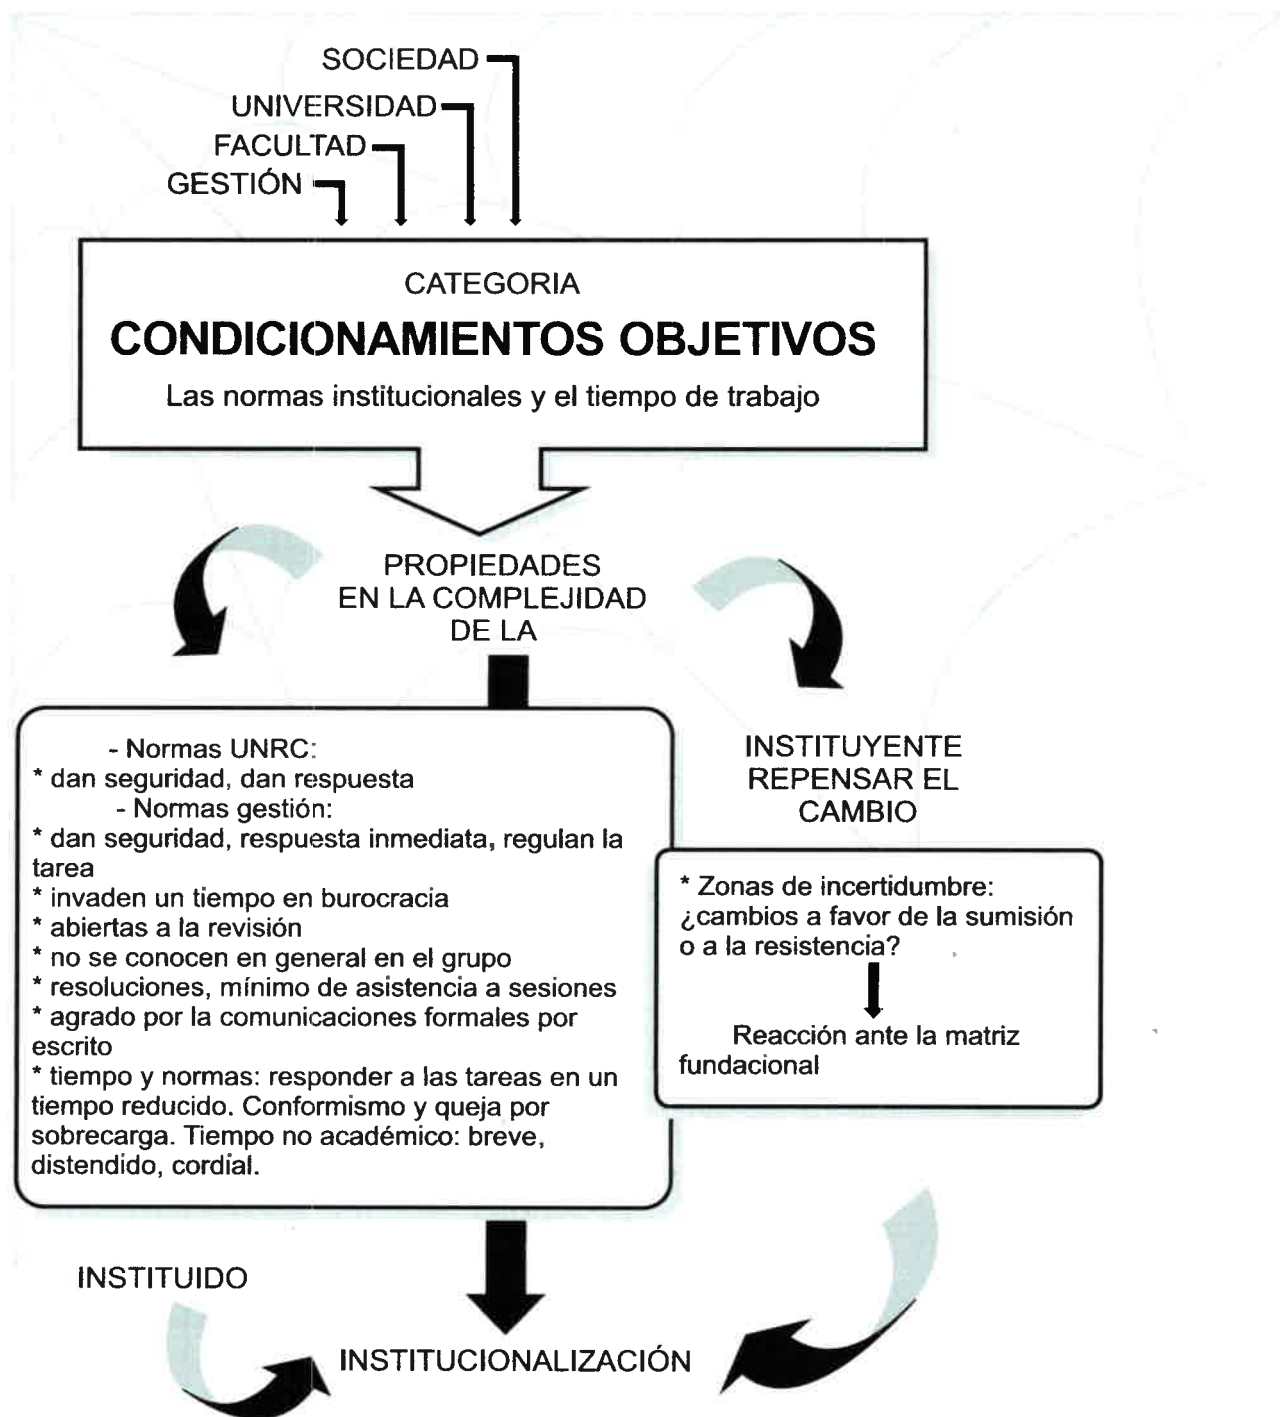 SOCIEDAD
UNIVERSIDAD
FACULTAD
GESTIÓN
CATEGORIA
CONDICIONAMIENTOS OBJETIVOS
Las normas institucionales y el tiempo de trabajo
PROPIEDADES
EN LA COMPLEJIDAD
DE LA
- Normas UNRC:
* dan seguridad, dan respuesta
- Normas gestión:
* dan seguridad, respuesta inmediata, regulan la
tarea
* invaden un tiempo en burocracia
* abiertas a la revisión
* no se conocen en general en el grupo
* resoluciones, mínimo de asistencia a sesiones
* agrado por la comunicaciones formales por
escrito
* tiempo y normas: responder a las tareas en un
tiempo reducido. Conformismo y queja por
sobrecarga. Tiempo no académico: breve,
distendido, cordial.
INSTITUYENTE
REPENSAR EL
CAMBIO
* Zonas de incertidumbre:
¿cambios a favor de la sumisión
o a la resistencia?
Reacción ante la matriz
fundacional
INSTITUIDO
INSTITUCIONALIZACIÓN